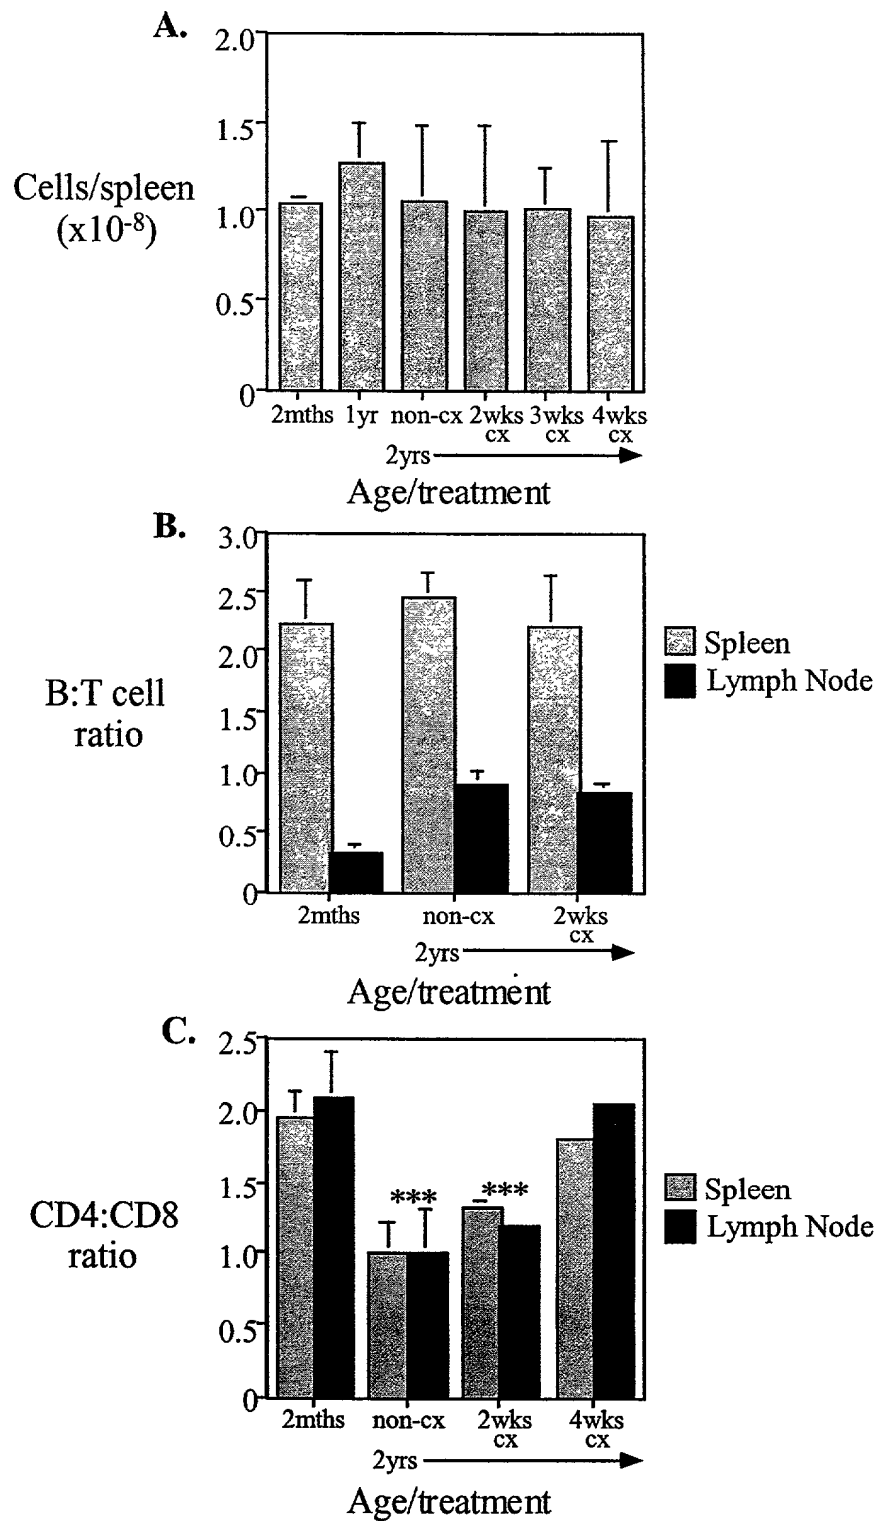 A.
2.0
1.5
1.0
0.5
0
Cells/spleen
(x10-8)
2mths 1yr non-cx 2wks 3wks 4wks
cx cx cx
2yrs
Age/treatment
B.
3.0
2.5
2.0
1.5
1.0
0.5
0
B:T cell
ratio
Spleen
Lymph Node
2mths non-cx 2wks
cx
2yrs
Age/treatment
C.
2.5
2.0
1.5
1.0
0.5
0
CD4:CD8
ratio
*** ***
Spleen
Lymph Node
2mths non-cx 2wks 4wks
cx cx
2yrs
Age/treatment